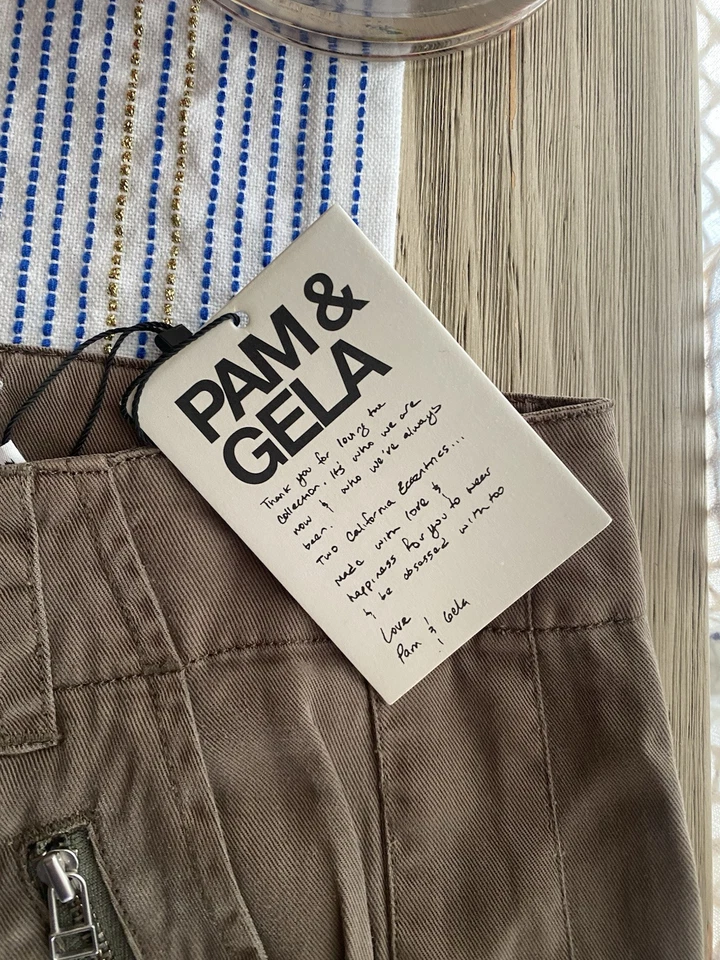 PAM &
GELA
Thank you for loving the
collection. It's who we are
now & who we've always
been.
Two California Eccentrics....
Made with love &
happiness for you to wear
& be obsessed with too
Love
Pam & Gela